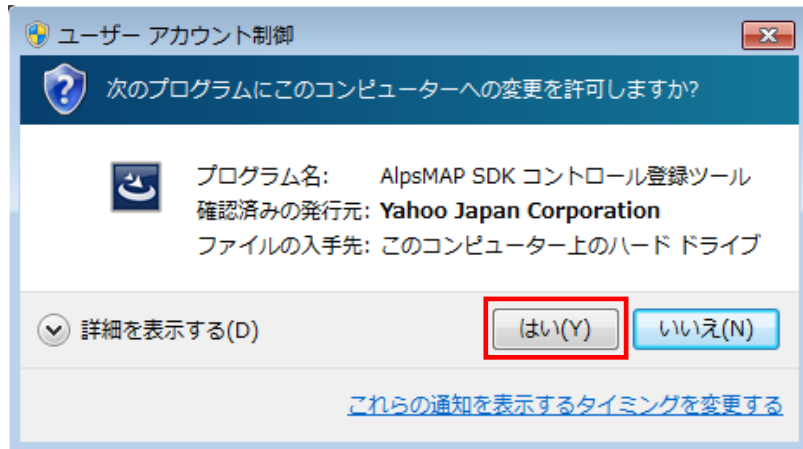 ユーザー アカウント制御
次のプログラムにこのコンピューターへの変更を許可しますか?
プログラム名: AlpsMAP SDK コントロール登録ツール
確認済みの発行元: Yahoo Japan Corporation
ファイルの入手先: このコンピューター上のハード ドライブ
詳細を表示する(D) はい(Y) いいえ(N)
これらの通知を表示するタイミングを変更する